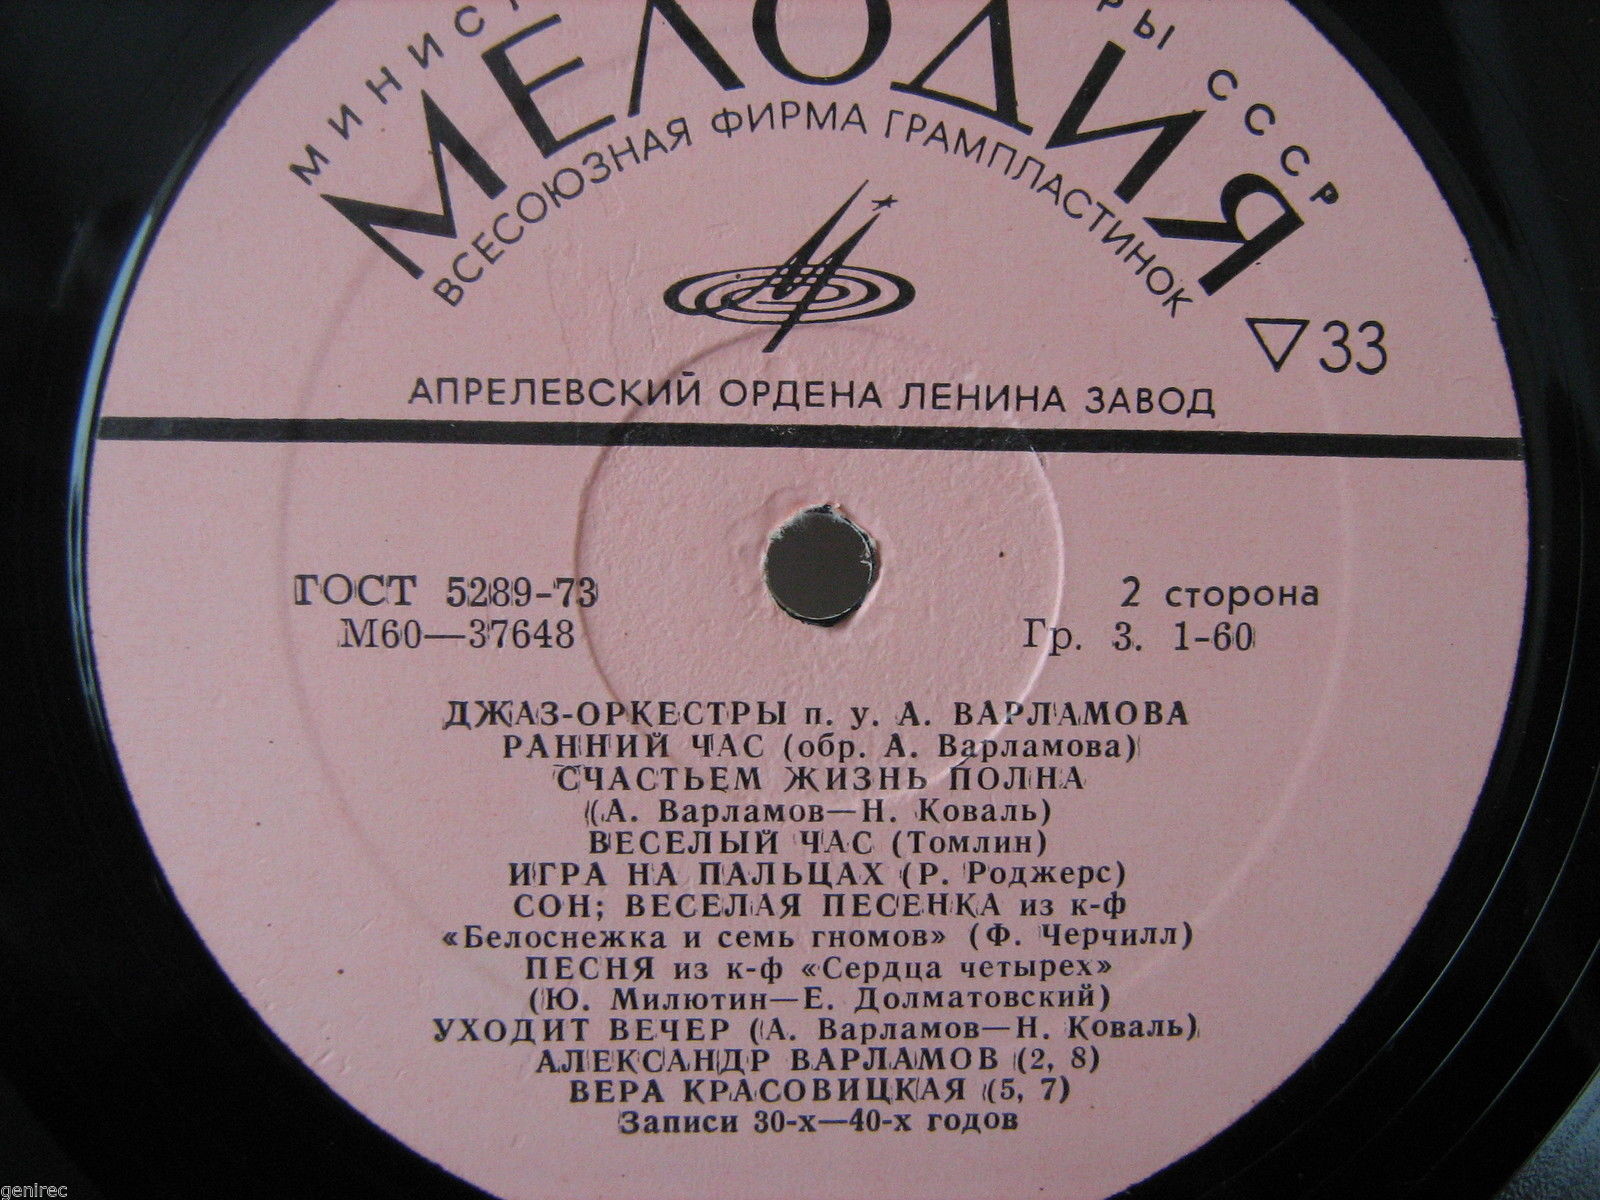 МЕЛОДИЯ
СССР
ВСЕСОЮЗНАЯ ФИРМА ГРАМПЛАСТИНОК
33
АПРЕЛЕВСКИЙ ОРДЕНА ЛЕНИНА ЗАВОД
ГОСТ 5289-73
М60—37648
2 сторона
Гр. 3. 1-60
ДЖАЗ-ОРКЕСТРЫ п. у. А. ВАРЛАМОВА
РАННИЙ ЧАС (обр. А. Варламова)
СЧАСТЬЕМ ЖИЗНЬ ПОЛНА
(А. Варламов—Н. Коваль)
ВЕСЕЛЫЙ ЧАС (Томлин)
ИГРА НА ПАЛЬЦАХ (Р. Роджерс)
СОН; ВЕСЕЛАЯ ПЕСЕНКА из к-ф
«Белоснежка и семь гномов» (Ф. Черчилл)
ПЕСНЯ из к-ф «Сердца четырех»
(Ю. Милютин—Е. Долматовский)
УХОДИТ ВЕЧЕР (А. Варламов—Н. Коваль)
АЛЕКСАНДР ВАРЛАМОВ (2, 8)
ВЕРА КРАСОВИЦКАЯ (5, 7)
Записи 30-х—40-х годов
genirec